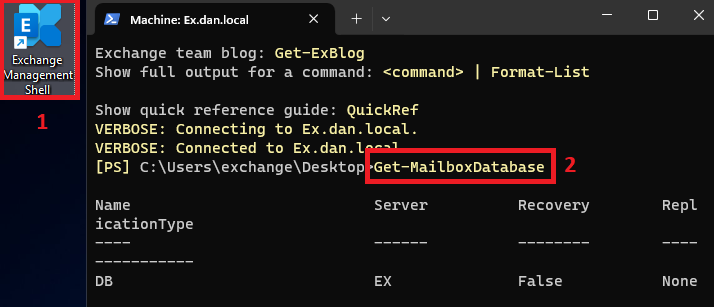 Exchange
Management
Shell
1
Machine: Ex.dan.local
Exchange team blog: Get-ExBlog
Show full output for a command: <command> | Format-List
Show quick reference guide: QuickRef
VERBOSE: Connecting to Ex.dan.local.
VERBOSE: Connected to Ex.dan.local.
[PS] C:\Users\exchange\Desktop>Get-MailboxDatabase 2
Name Server Recovery Repl
icationType
---- ------ -------- ----
-----------
DB EX False None